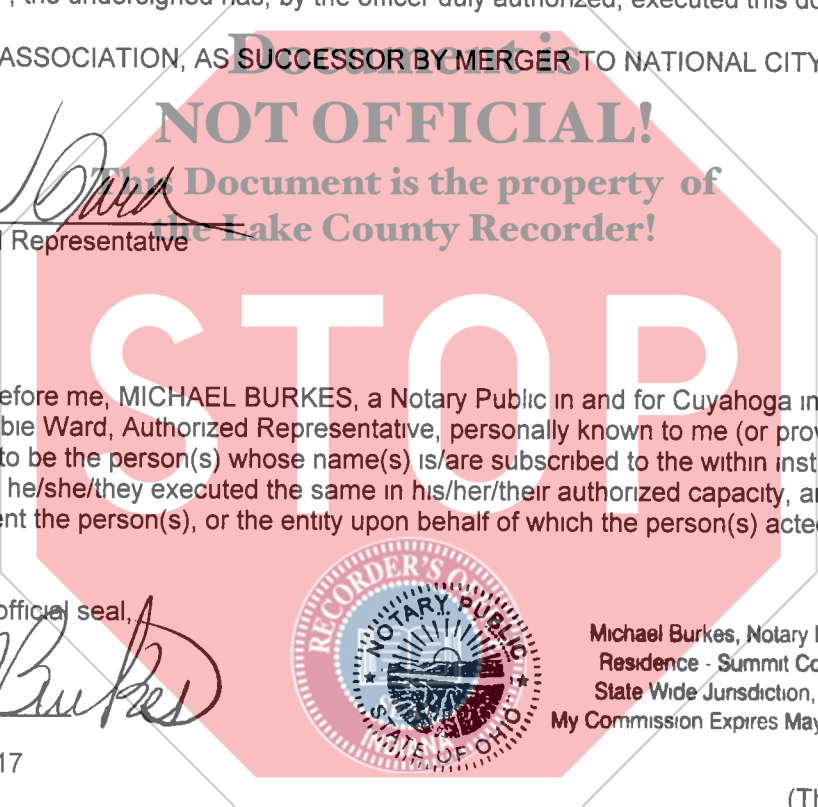 , the undersigned has, by the officer duly authorized, executed this do
ASSOCIATION, AS SUCCESSOR BY MERGER TO NATIONAL CITY
Document is
NOT OFFICIAL!
This Document is the property of
the Lake County Recorder!
Ward
Representative
STOP
efore me, MICHAEL BURKES, a Notary Public in and for Cuyahoga in
bie Ward, Authorized Representative, personally known to me (or prov
to be the person(s) whose name(s) is/are subscribed to the within inst
he/she/they executed the same in his/her/their authorized capacity, an
ent the person(s), or the entity upon behalf of which the person(s) acte
official seal,
Burkes
RECORDER'S
INDIANA
NOTARY PUBLIC
STATE OF OHIO
Michael Burkes, Notary
Residence - Summit Co
State Wide Jurisdiction,
My Commission Expires May
17
(Th